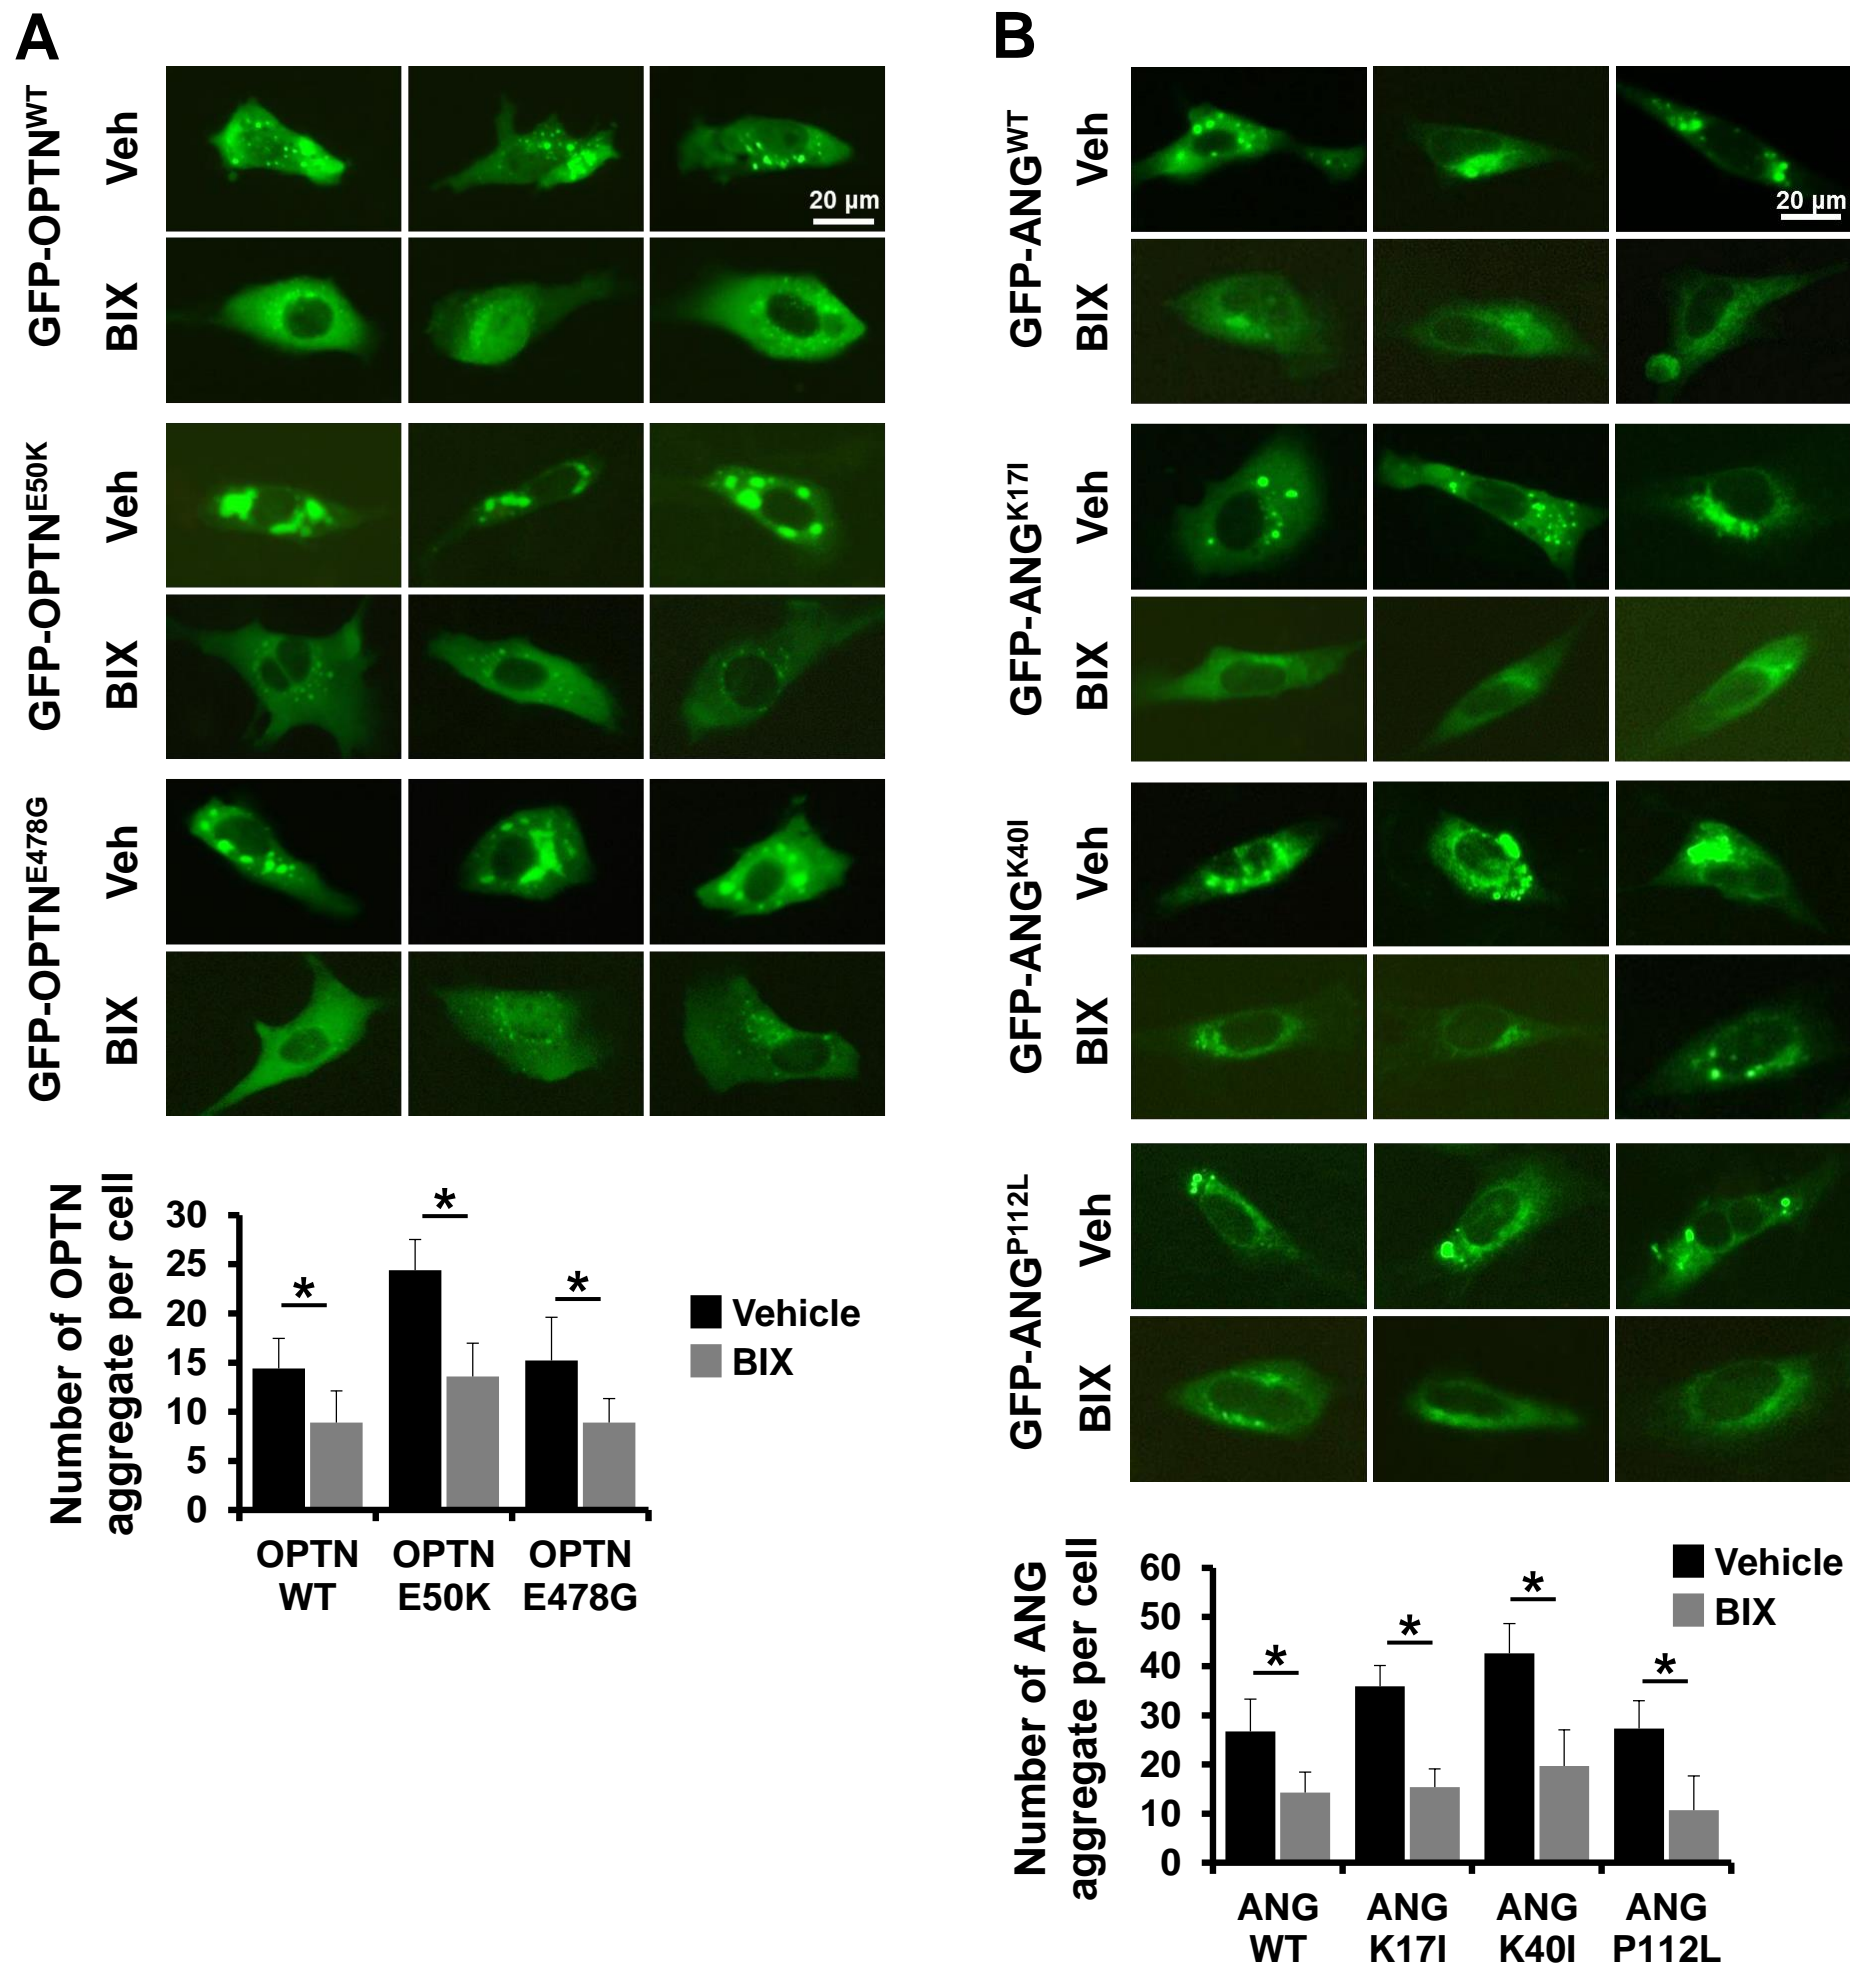 A
GFP-OPTNWT
Veh
20 µm
BIX
GFP-OPTNE50K
Veh
BIX
GFP-OPTNE478G
Veh
BIX
Number of OPTN
aggregate per cell
30
25
20
15
10
5
0
*
*
*
Vehicle
BIX
OPTN
WT
OPTN
E50K
OPTN
E478G
B
GFP-ANGWT
Veh
20 µm
BIX
GFP-ANGK17I
Veh
BIX
GFP-ANGK40I
Veh
BIX
GFP-ANGP112L
Veh
BIX
Number of ANG
aggregate per cell
60
50
40
30
20
10
0
*
*
*
*
Vehicle
BIX
ANG
WT
ANG
K17I
ANG
K40I
ANG
P112L